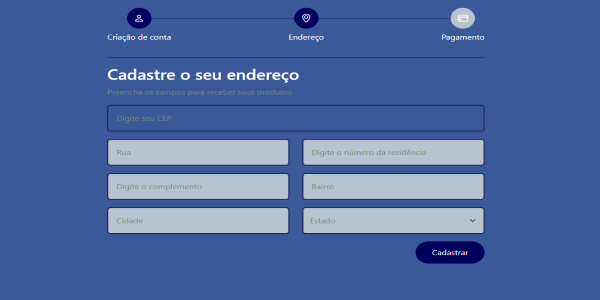 Criação de conta
Endereço
Pagamento
Cadastre o seu endereço
Preencha os campos para receber seus produtos
Digite seu CEP
Rua
Digite o número da residência
Digite o complemento
Bairro
Cidade
Estado
Cadastrar